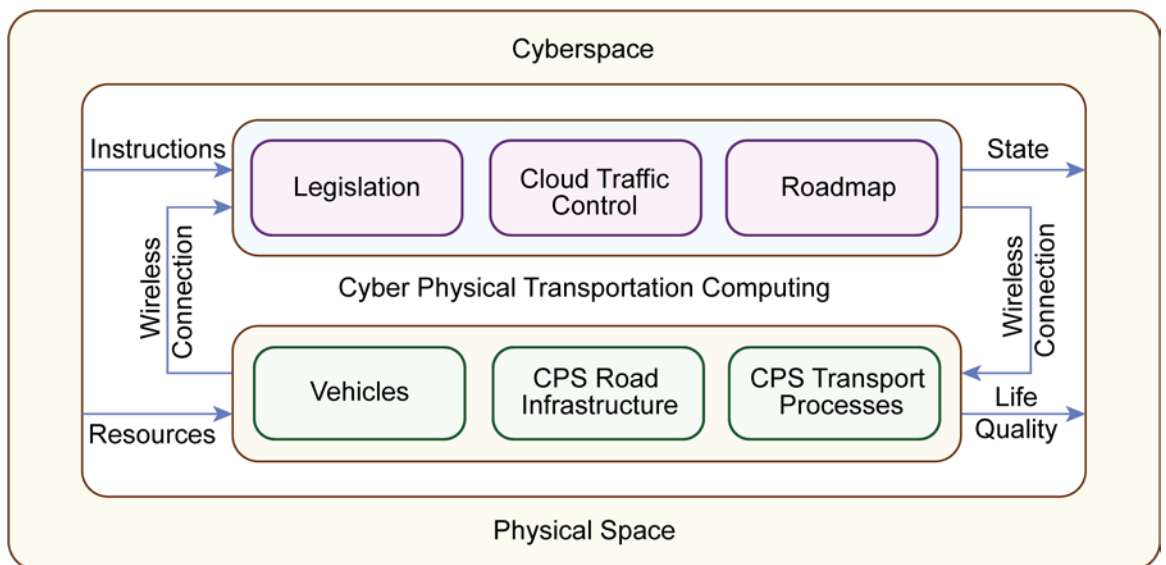 Cyberspace
Instructions
Legislation
Cloud Traffic
Control
Roadmap
State
Wireless
Connection
Cyber Physical Transportation Computing
Wireless
Connection
Vehicles
CPS Road
Infrastructure
CPS Transport
Processes
Resources
Life
Quality
Physical Space